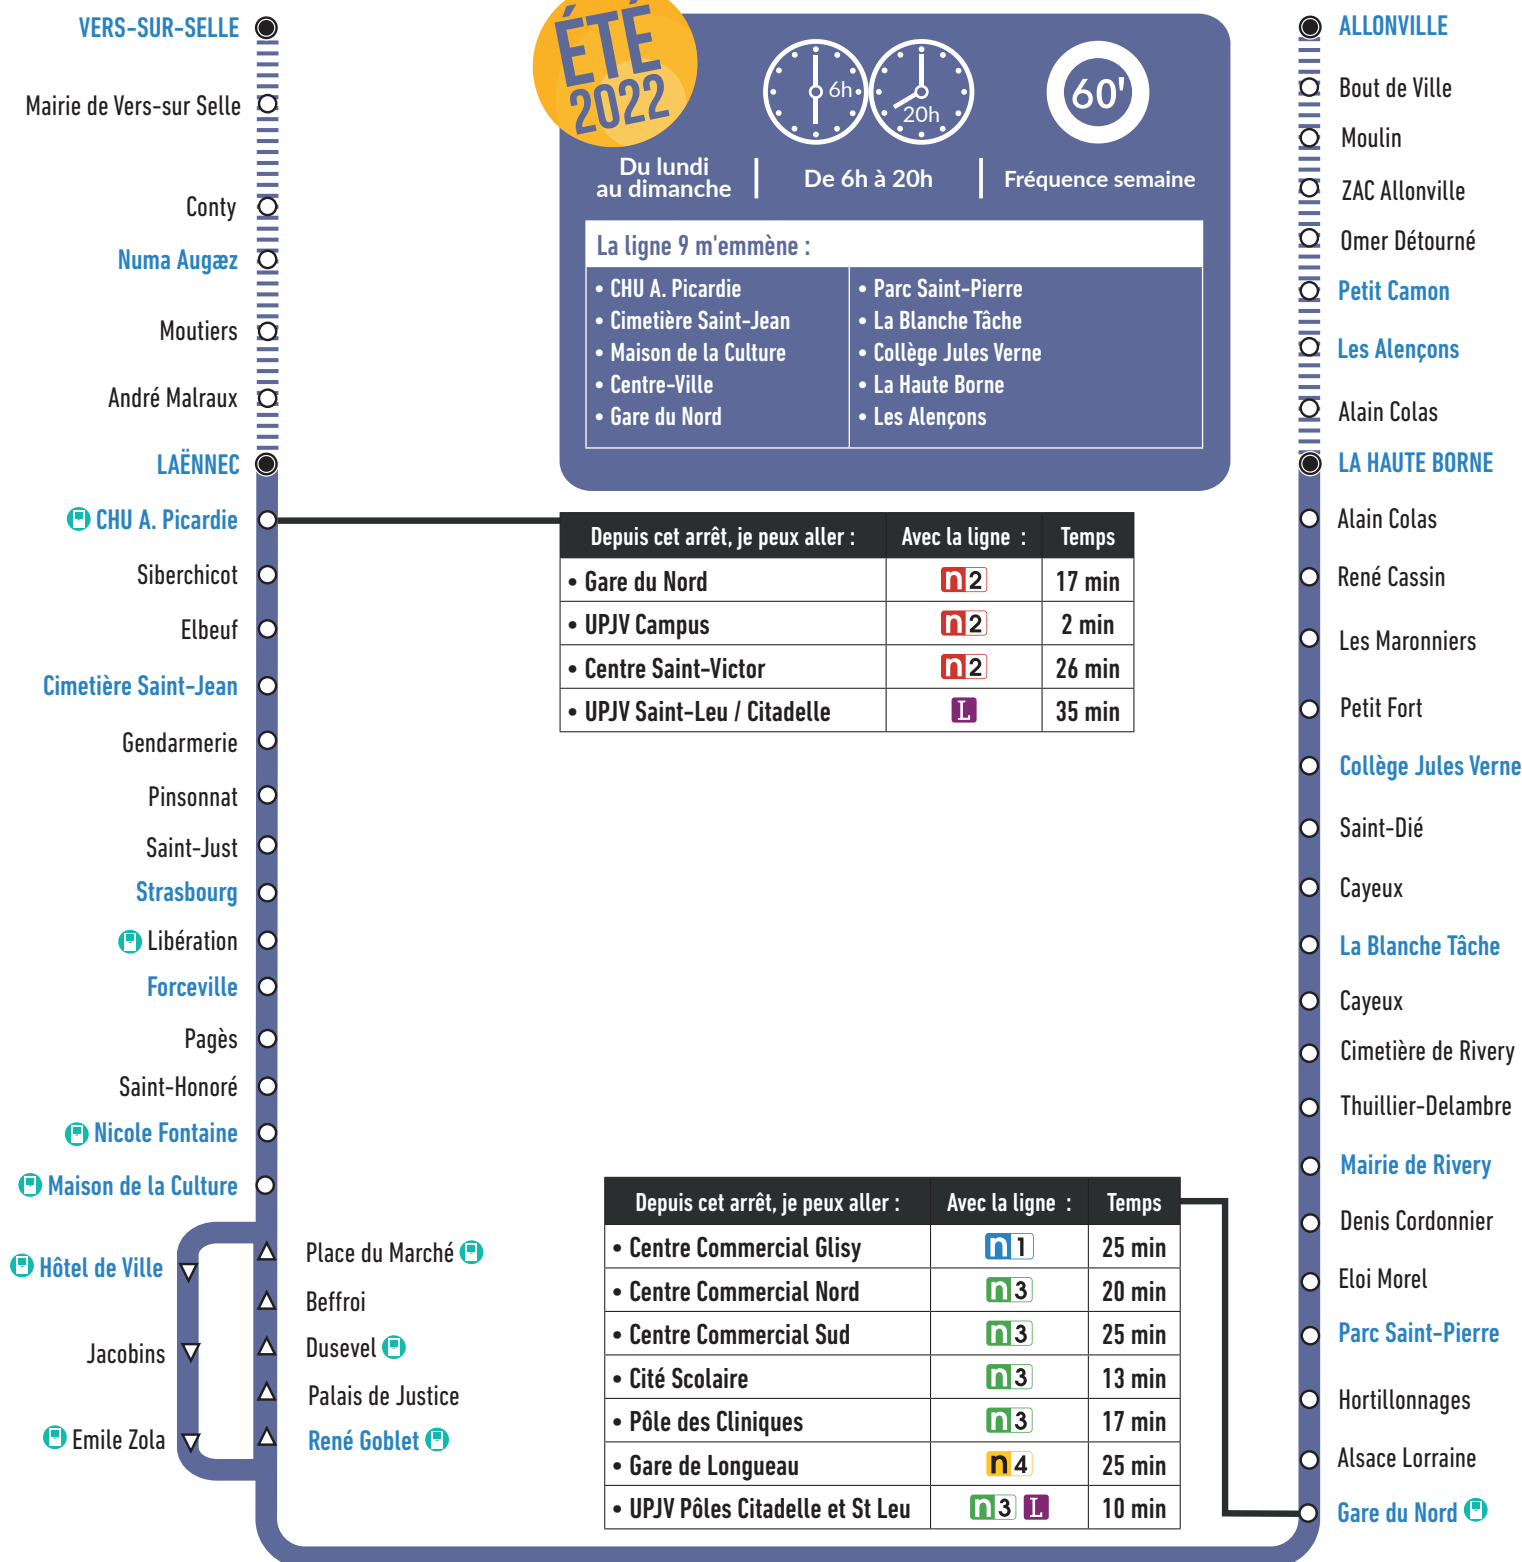 VERS-SUR-SELLE
Mairie de Vers-sur Selle
Conty
Numa Augæz
Moutiers
André Malraux
LAËNNEC
CHU A. Picardie
Siberchicot
Elbeuf
Cimetière Saint-Jean
Gendarmerie
Pinsonnat
Saint-Just
Strasbourg
Libération
Forceville
Pagès
Saint-Honoré
Nicole Fontaine
Maison de la Culture
Hôtel de Ville
Jacobins
Emile Zola
Place du Marché
Beffroi
Dusevel
Palais de Justice
René Goblet
ÉTÉ
2022
6h
20h
60'
Du lundi
au dimanche
De 6h à 20h
Fréquence semaine
La ligne 9 m'emmène :
• CHU A. Picardie
• Cimetière Saint-Jean
• Maison de la Culture
• Centre-Ville
• Gare du Nord
• Parc Saint-Pierre
• La Blanche Tâche
• Collège Jules Verne
• La Haute Borne
• Les Alençons
Depuis cet arrêt, je peux aller : Avec la ligne : Temps
• Gare du Nord n2 17 min
• UPJV Campus n2 2 min
• Centre Saint-Victor n2 26 min
• UPJV Saint-Leu / Citadelle L 35 min
Depuis cet arrêt, je peux aller : Avec la ligne : Temps
• Centre Commercial Glisy n1 25 min
• Centre Commercial Nord n3 20 min
• Centre Commercial Sud n3 25 min
• Cité Scolaire n3 13 min
• Pôle des Cliniques n3 17 min
• Gare de Longueau n4 25 min
• UPJV Pôles Citadelle et St Leu n3 L 10 min
ALLONVILLE
Bout de Ville
Moulin
ZAC Allonville
Omer Détourné
Petit Camon
Les Alençons
Alain Colas
LA HAUTE BORNE
Alain Colas
René Cassin
Les Maronniers
Petit Fort
Collège Jules Verne
Saint-Dié
Cayeux
La Blanche Tâche
Cayeux
Cimetière de Rivery
Thuillier-Delambre
Mairie de Rivery
Denis Cordonnier
Eloi Morel
Parc Saint-Pierre
Hortillonnages
Alsace Lorraine
Gare du Nord